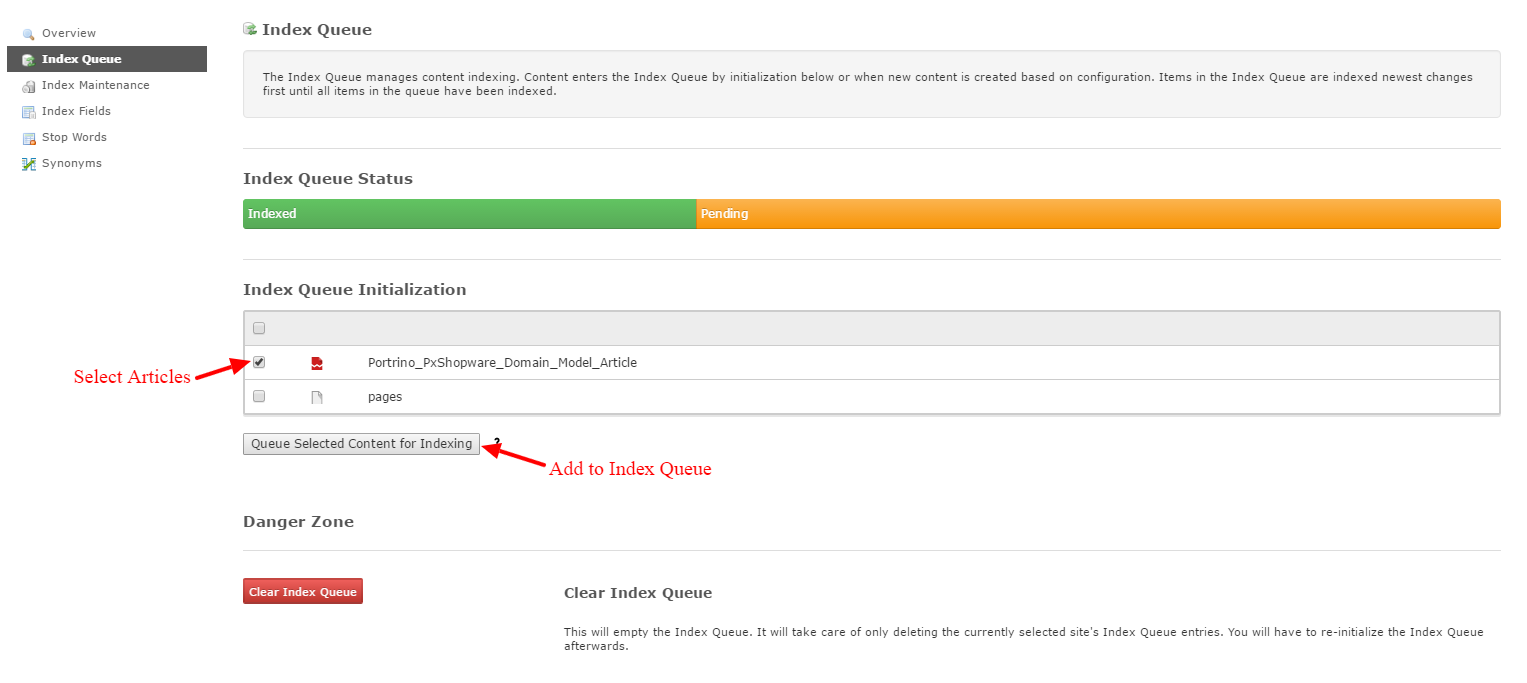 Overview
Index Queue
Index Maintenance
Index Fields
Stop Words
Synonyms
Index Queue
The Index Queue manages content indexing. Content enters the Index Queue by initialization below or when new content is created based on configuration. Items in the Index Queue are indexed newest changes
first until all items in the queue have been indexed.
Index Queue Status
Indexed Pending
Index Queue Initialization
Portrino_PxShopware_Domain_Model_Article
Select Articles
pages
Queue Selected Content for Indexing ?
Add to Index Queue
Danger Zone
Clear Index Queue
Clear Index Queue
This will empty the Index Queue. It will take care of only deleting the currently selected site's Index Queue entries. You will have to re-initialize the Index Queue
afterwards.